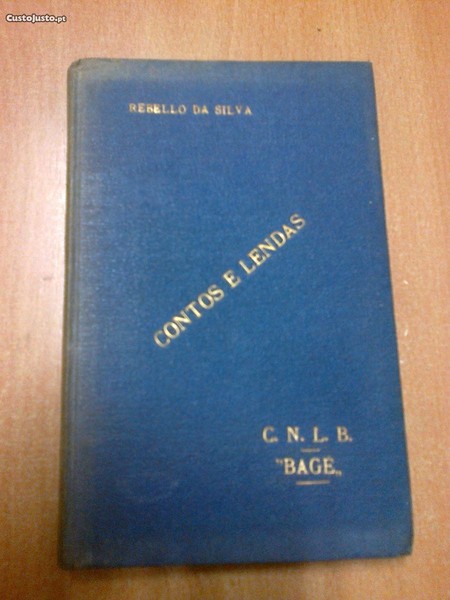 CustoJusto.pt
REBELLO DA SILVA
CONTOS E LENDAS
C. N. L. B.
"BAGÉ"